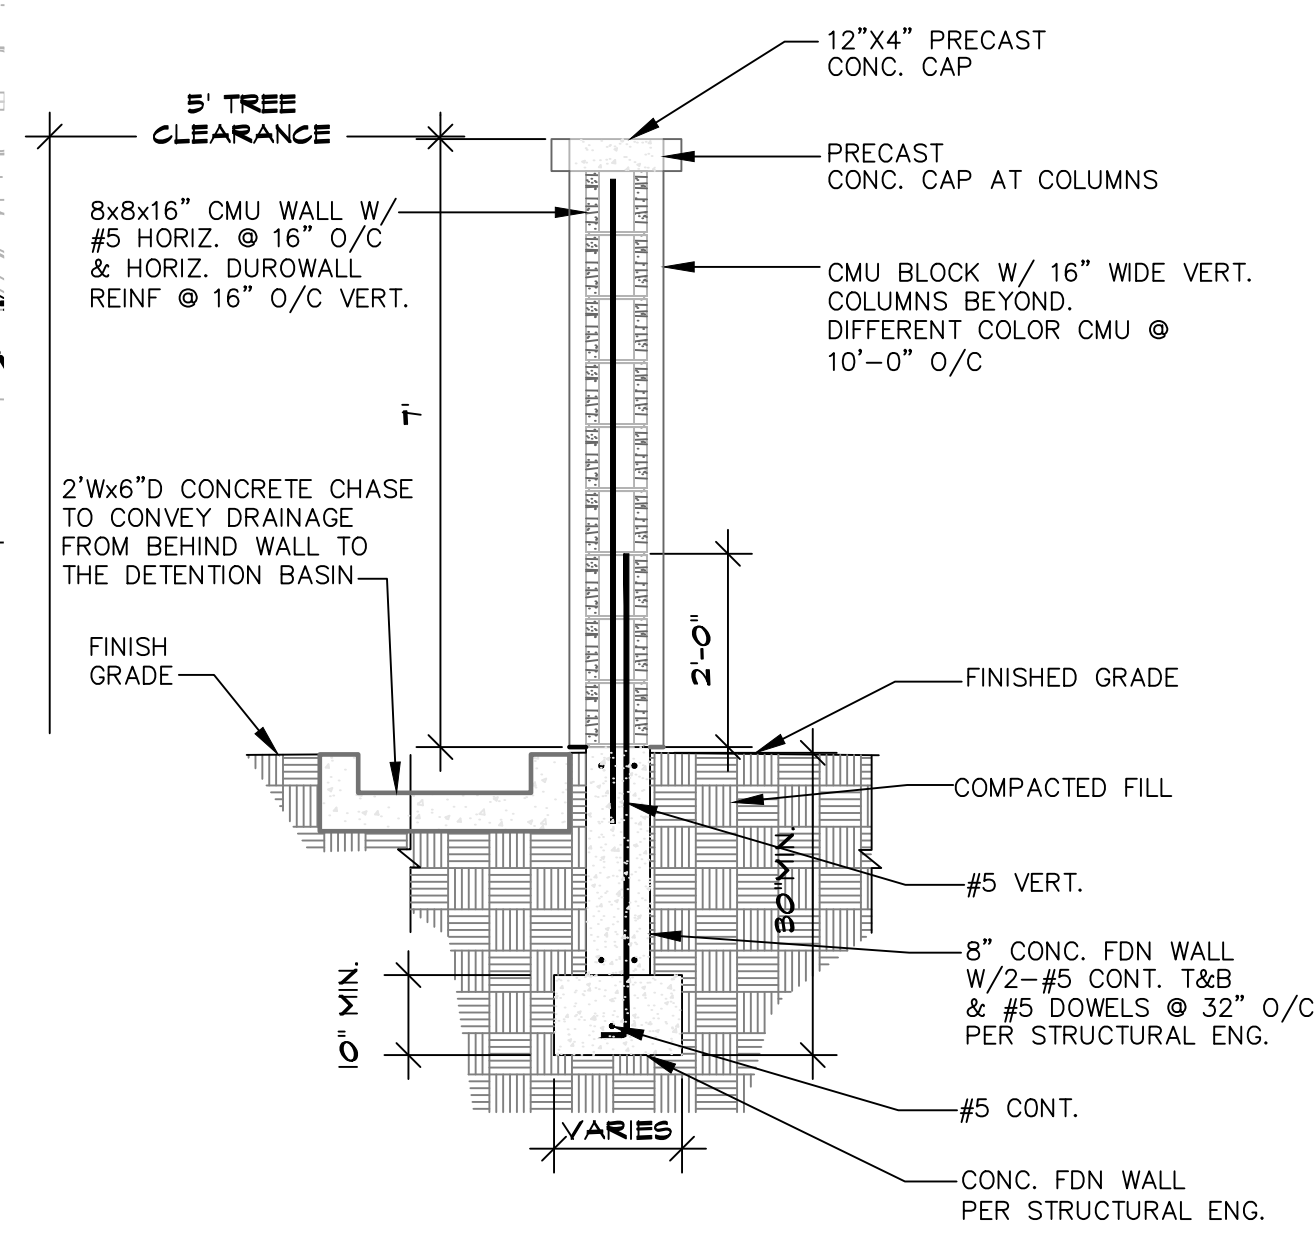 12”X4” PRECAST
CONC. CAP
5' TREE
CLEARANCE
PRECAST
CONC. CAP AT COLUMNS
8x8x16” CMU WALL W/
#5 HORIZ. @ 16” O/C
& HORIZ. DUROWALL
REINF @ 16” O/C VERT.
CMU BLOCK W/ 16” WIDE VERT.
COLUMNS BEYOND.
DIFFERENT COLOR CMU @
10’-0” O/C
7'
2’Wx6”D CONCRETE CHASE
TO CONVEY DRAINAGE
FROM BEHIND WALL TO
THE DETENTION BASIN
2'-0"
FINISH
GRADE
FINISHED GRADE
COMPACTED FILL
30" MIN.
#5 VERT.
8” CONC. FDN WALL
W/2-#5 CONT. T&B
& #5 DOWELS @ 32” O/C
PER STRUCTURAL ENG.
10" MIN.
#5 CONT.
VARIES
CONC. FDN WALL
PER STRUCTURAL ENG.